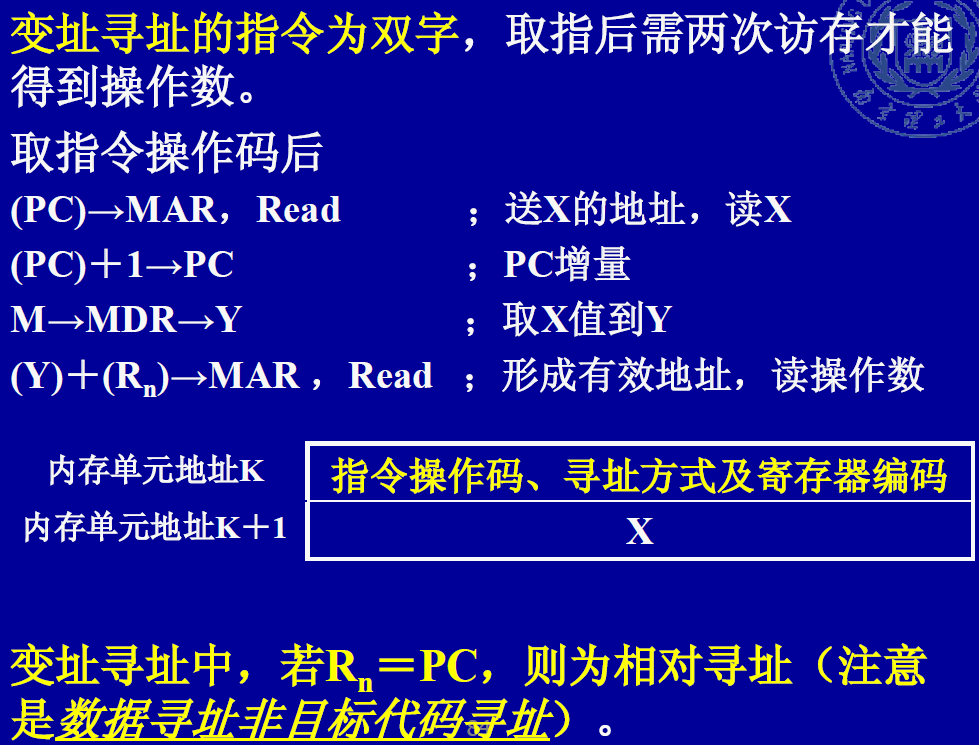 变址寻址的指令为双字，取指后需两次访存才能
得到操作数。
取指令操作码后
(PC)→MAR，Read ；送X的地址，读X
(PC)＋1→PC ；PC增量
M→MDR→Y ；取X值到Y
(Y)＋(Rn)→MAR，Read ；形成有效地址，读操作数
内存单元地址K 指令操作码、寻址方式及寄存器编码
内存单元地址K＋1 X
变址寻址中，若Rn＝PC，则为相对寻址（注意
是数据寻址非目标代码寻址）。